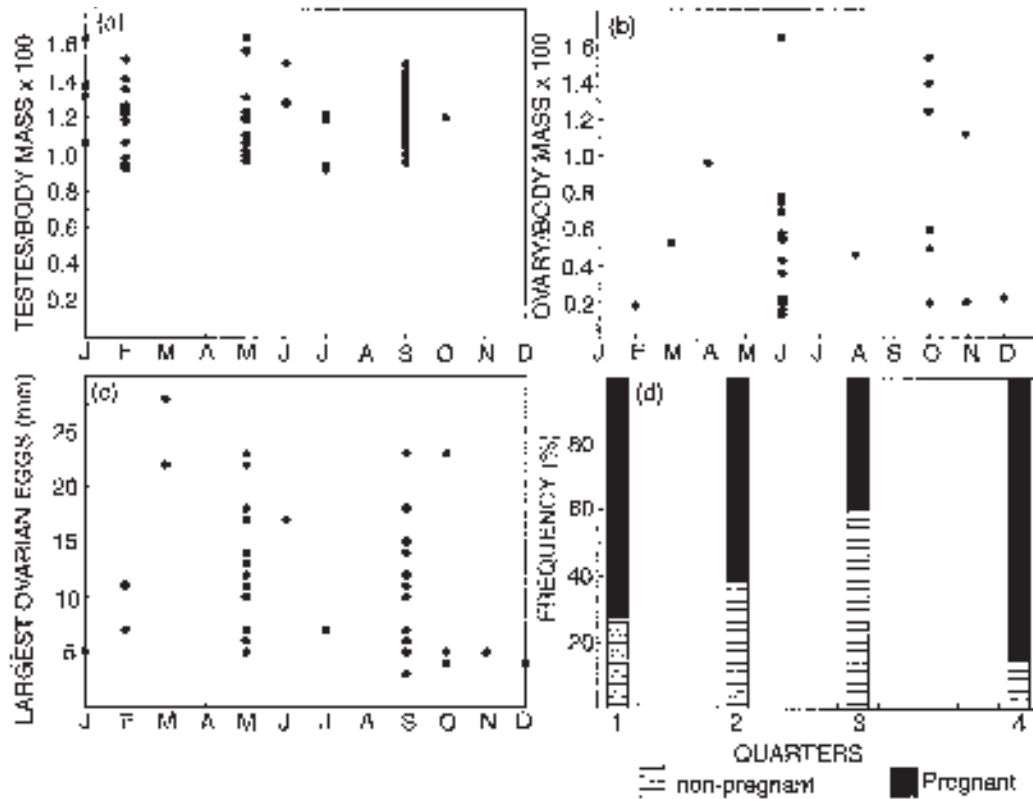 (a)
TESTES/BODY MASS x 100
1.6
1.4
1.2
1.0
0.8
0.6
0.4
0.2
J F M A M J J A S O N D
(b)
OVARY/BODY MASS x 100
1 6
1.4
1.2
1.0
0.8
0.6
0.4
0.2
J F M A M J J A S O N D
(c)
LARGEST OVARIAN EGGS (mm)
25
20
15
10
5
J F M A M J J A S O N D
(d)
FREQUENCY (%)
80
60
40
20
1 2 3 4
QUARTERS
non-pregnant Pregnant